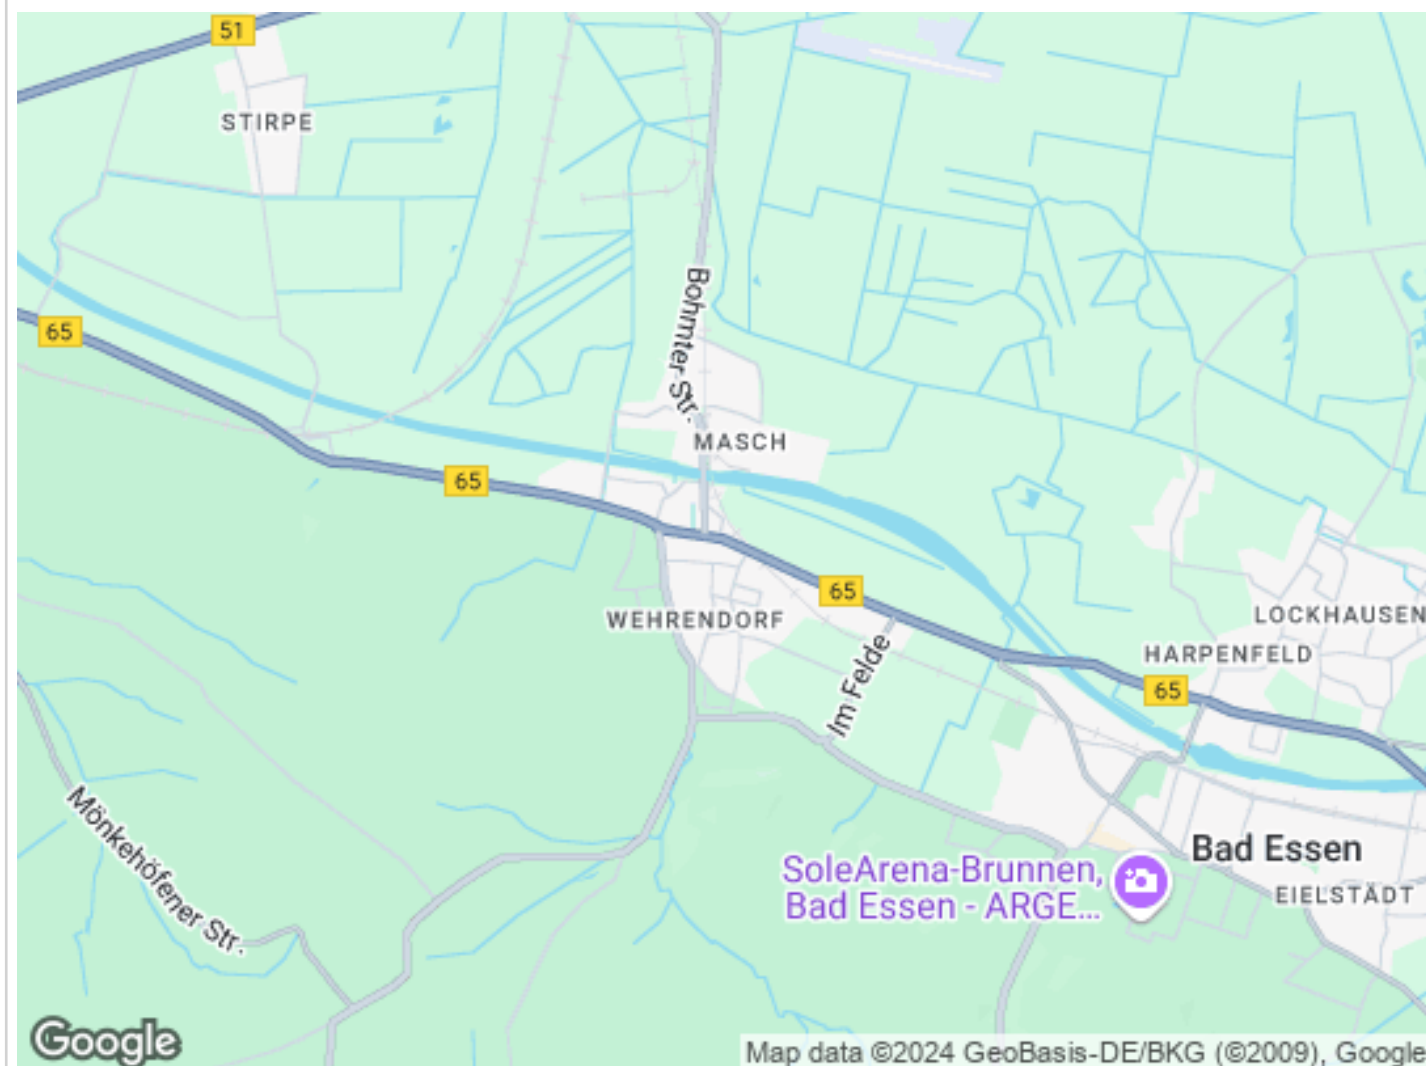 51
STIRPE
Bohmter Str.
65
MASCH
65
65
WEHRENDORF
LOCKHAUSEN
HARPENFELD
Im Felde
65
Mönkehöfener Str.
Bad Essen
SoleArena-Brunnen,
Bad Essen - ARGE...
EIELSTÄDT
Google
Map data ©2024 GeoBasis-DE/BKG (©2009), Google